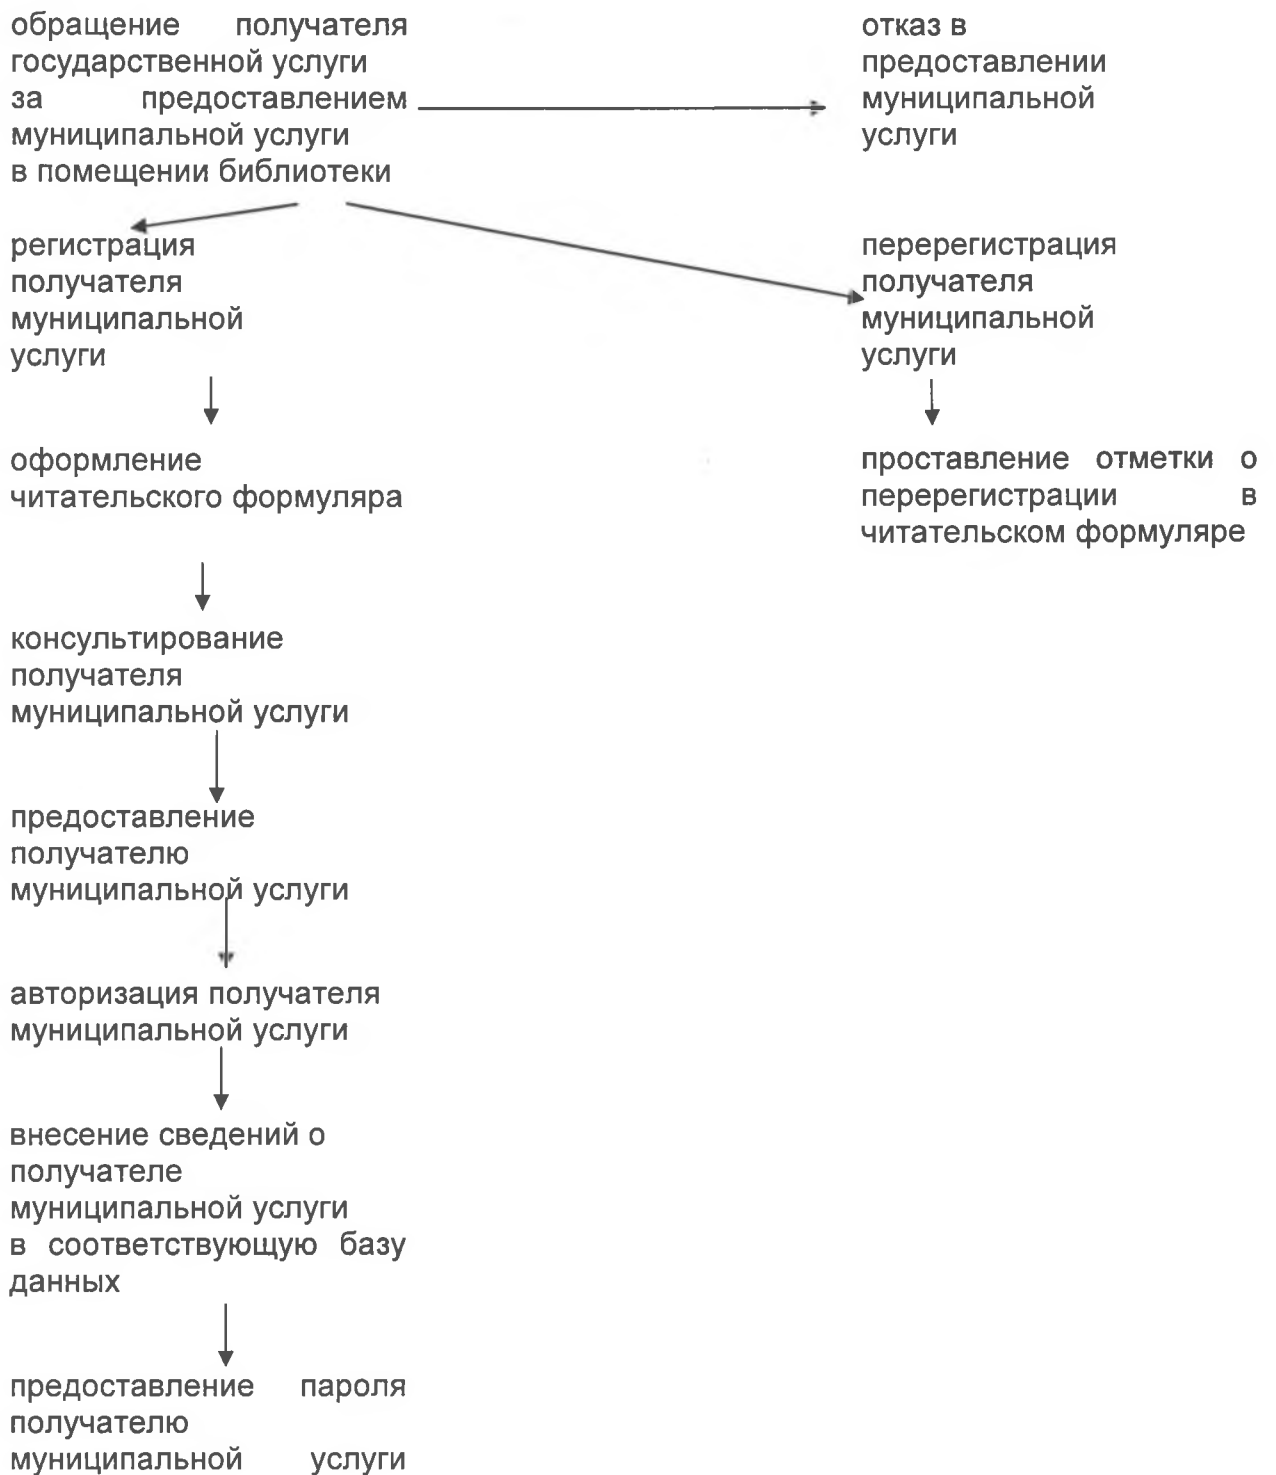 обращение получателя
государственной услуги
за предоставлением
муниципальной услуги
в помещении библиотеки
отказ в
предоставлении
муниципальной
услуги
регистрация
получателя
муниципальной
услуги
перерегистрация
получателя
муниципальной
услуги
оформление
читательского формуляра
проставление отметки о
перерегистрации в
читательском формуляре
консультирование
получателя
муниципальной услуги
предоставление
получателю
муниципальной услуги
авторизация получателя
муниципальной услуги
внесение сведений о
получателе
муниципальной услуги
в соответствующую базу
данных
предоставление пароля
получателю
муниципальной услуги